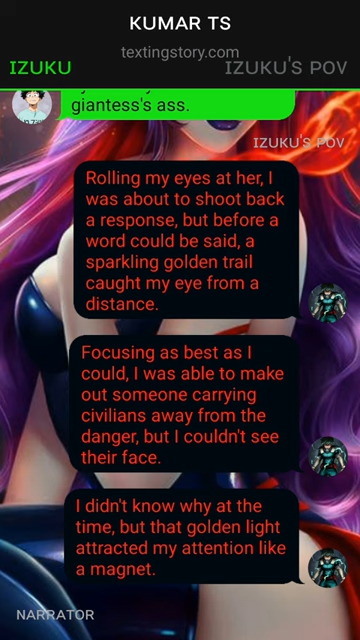 KUMAR TS
textingstory.com
IZUKU
IZUKU'S POV
giantess's ass.
IZUKU'S POV
Rolling my eyes at her, I
was about to shoot back
a response, but before a
word could be said, a
sparkling golden trail
caught my eye from a
distance.
Focusing as best as I
could, I was able to make
out someone carrying
civilians away from the
danger, but I couldn't see
their face.
I didn't know why at the
time, but that golden light
attracted my attention like
a magnet.
NARRATOR